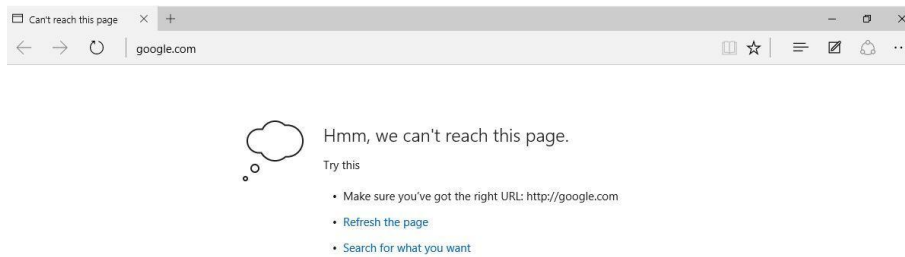 Can't reach this page
google.com
Hmm, we can't reach this page.
Try this
• Make sure you've got the right URL: http://google.com
• Refresh the page
• Search for what you want